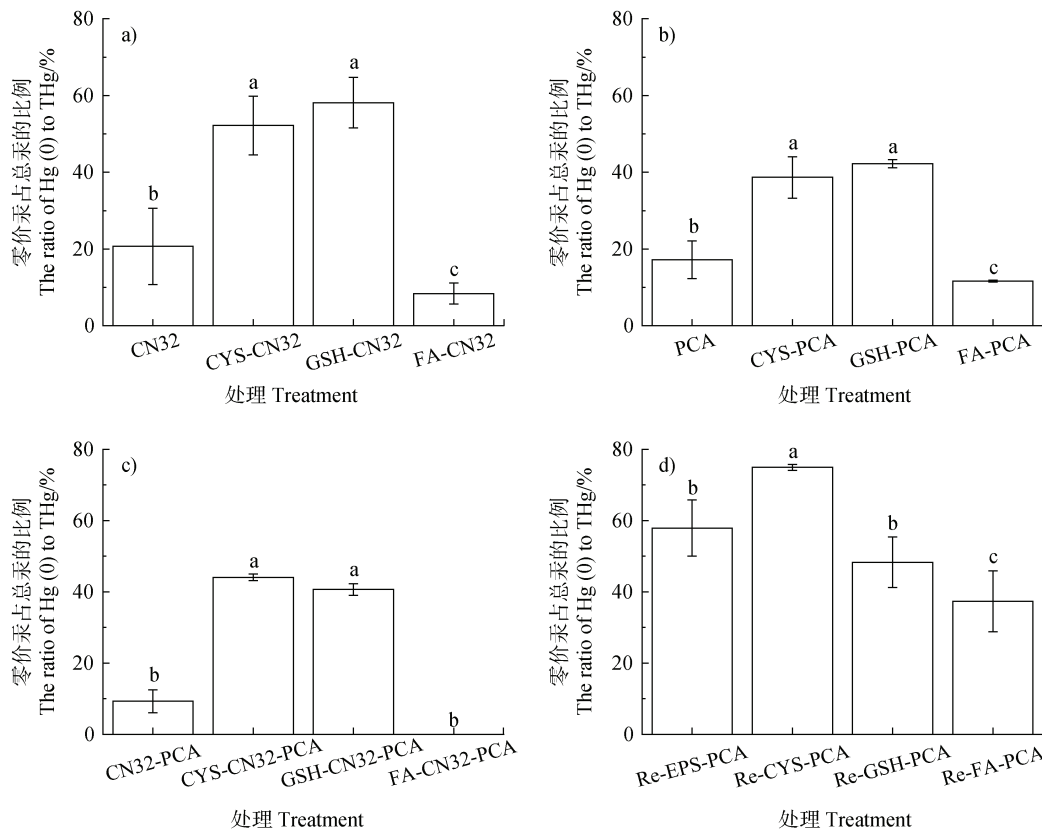 a)
零价汞占总汞的比例
The ratio of Hg (0) to THg/%
80
60
40
20
0
b
a
a
c
CN32
CYS-CN32
GSH-CN32
FA-CN32
处理 Treatment
b)
零价汞占总汞的比例
The ratio of Hg (0) to THg/%
80
60
40
20
0
b
a
a
c
PCA
CYS-PCA
GSH-PCA
FA-PCA
处理 Treatment
c)
零价汞占总汞的比例
The ratio of Hg (0) to THg/%
80
60
40
20
0
b
a
a
b
CN32-PCA
CYS-CN32-PCA
GSH-CN32-PCA
FA-CN32-PCA
处理 Treatment
d)
零价汞占总汞的比例
The ratio of Hg (0) to THg/%
80
60
40
20
0
b
a
b
c
Re-EPS-PCA
Re-CYS-PCA
Re-GSH-PCA
Re-FA-PCA
处理 Treatment